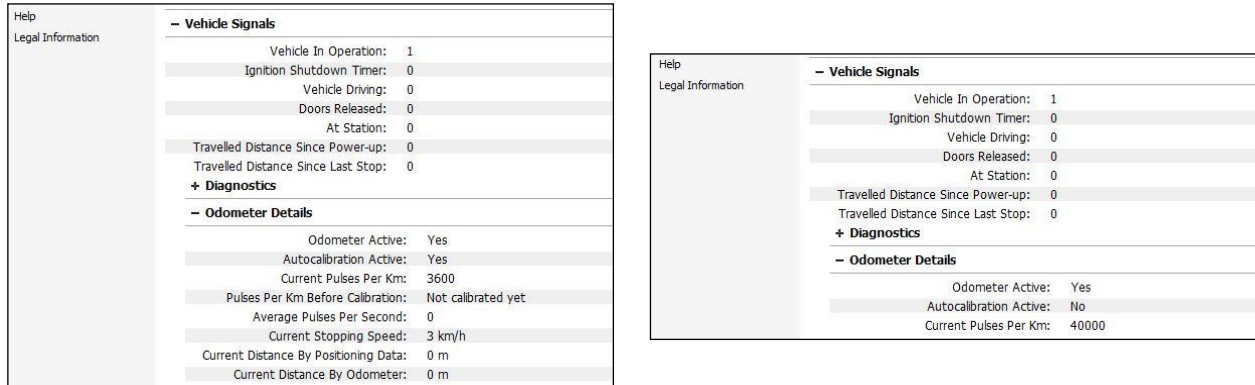 Help
Legal Information
− Vehicle Signals
Vehicle In Operation: 1
Ignition Shutdown Timer: 0
Vehicle Driving: 0
Doors Released: 0
At Station: 0
Travelled Distance Since Power-up: 0
Travelled Distance Since Last Stop: 0
+ Diagnostics
− Odometer Details
Odometer Active: Yes
Autocalibration Active: Yes
Current Pulses Per Km: 3600
Pulses Per Km Before Calibration: Not calibrated yet
Average Pulses Per Second: 0
Current Stopping Speed: 3 km/h
Current Distance By Positioning Data: 0 m
Current Distance By Odometer: 0 m
Help
Legal Information
− Vehicle Signals
Vehicle In Operation: 1
Ignition Shutdown Timer: 0
Vehicle Driving: 0
Doors Released: 0
At Station: 0
Travelled Distance Since Power-up: 0
Travelled Distance Since Last Stop: 0
+ Diagnostics
− Odometer Details
Odometer Active: Yes
Autocalibration Active: No
Current Pulses Per Km: 40000